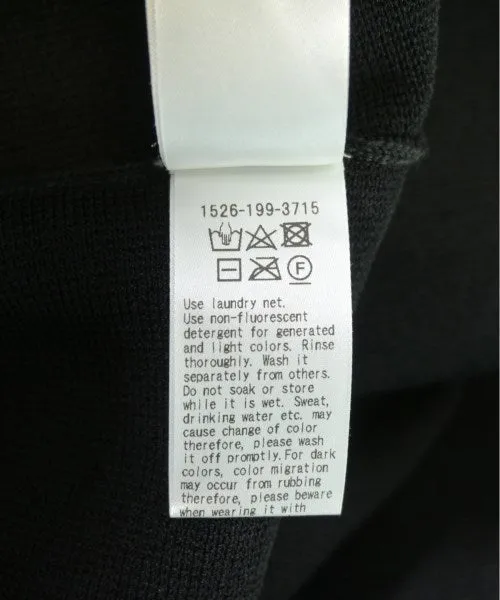 1526-199-3715
F
Use laundry net.
Use non-fluorescent
detergent for generated
and light colors. Rinse
thoroughly. Wash it
separately from others.
Do not soak or store
while it is wet. Sweat,
drinking water etc. may
cause change of color
therefore, please wash
it off promptly.For dark
colors, color migration
may occur from rubbing
therefore, please beware
when wearing it with